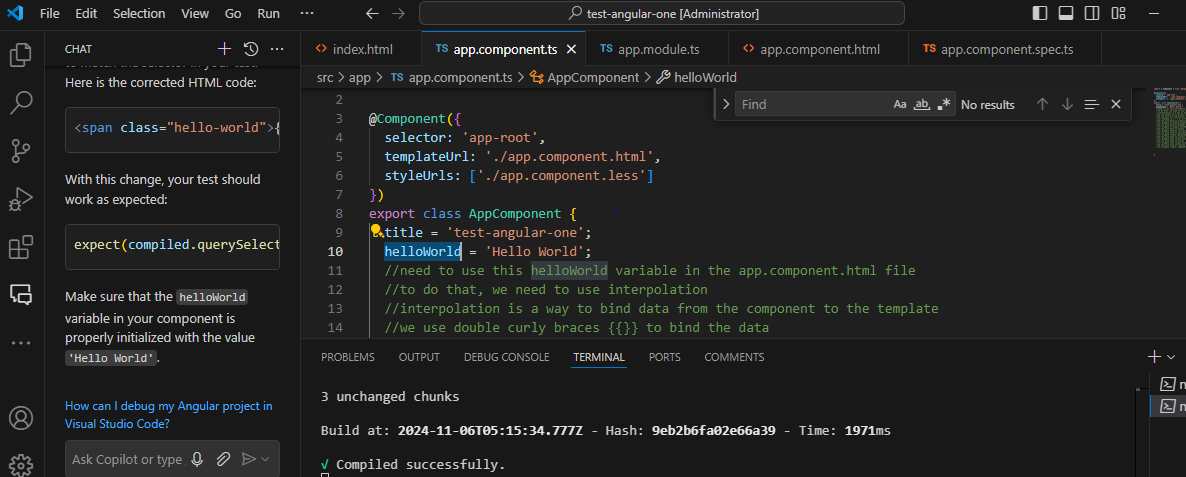 File Edit Selection View Go Run ··· test-angular-one [Administrator]
CHAT
Here is the corrected HTML code:
<span class="hello-world">{
With this change, your test should
work as expected:
expect(compiled.querySelect
Make sure that the helloWorld
variable in your component is
properly initialized with the value
'Hello World'.
How can I debug my Angular project in
Visual Studio Code?
Ask Copilot or type
<> index.html TS app.component.ts TS app.module.ts <> app.component.html TS app.component.spec.ts
src > app > TS app.component.ts > AppComponent > helloWorld
Find Aa ab .* No results
2
3 @Component({
4 selector: 'app-root',
5 templateUrl: './app.component.html',
6 styleUrls: ['./app.component.less']
7 })
8 export class AppComponent {
9 title = 'test-angular-one';
10 helloWorld = 'Hello World';
11 //need to use this helloWorld variable in the app.component.html file
12 //to do that, we need to use interpolation
13 //interpolation is a way to bind data from the component to the template
14 //we use double curly braces {{}} to bind the data
PROBLEMS OUTPUT DEBUG CONSOLE TERMINAL PORTS COMMENTS
3 unchanged chunks
Build at: 2024-11-06T05:15:34.777Z - Hash: 9eb2b6fa02e66a39 - Time: 1971ms
√ Compiled successfully.